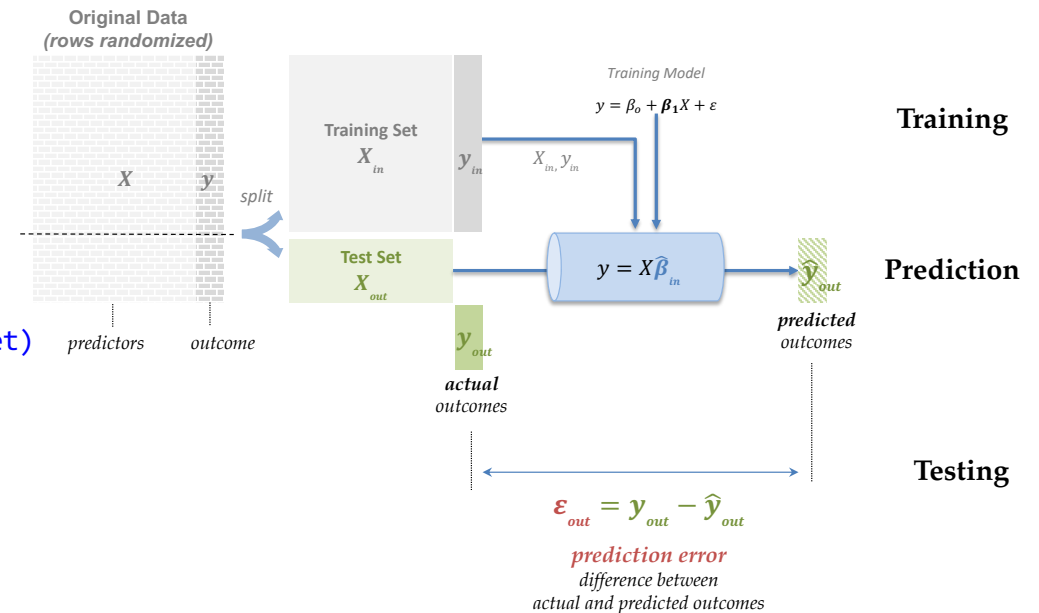 Original Data
(rows randomized)
X
y
split
Training Set
X_in
y_in
X_in, y_in
Training Model
y = β_o + β_1X + ε
Training
Test Set
X_out
y = Xβ̂_in
ŷ_out
Prediction
et)
predictors
outcome
y_out
actual
outcomes
predicted
outcomes
Testing
ε_out = y_out − ŷ_out
prediction error
difference between
actual and predicted outcomes